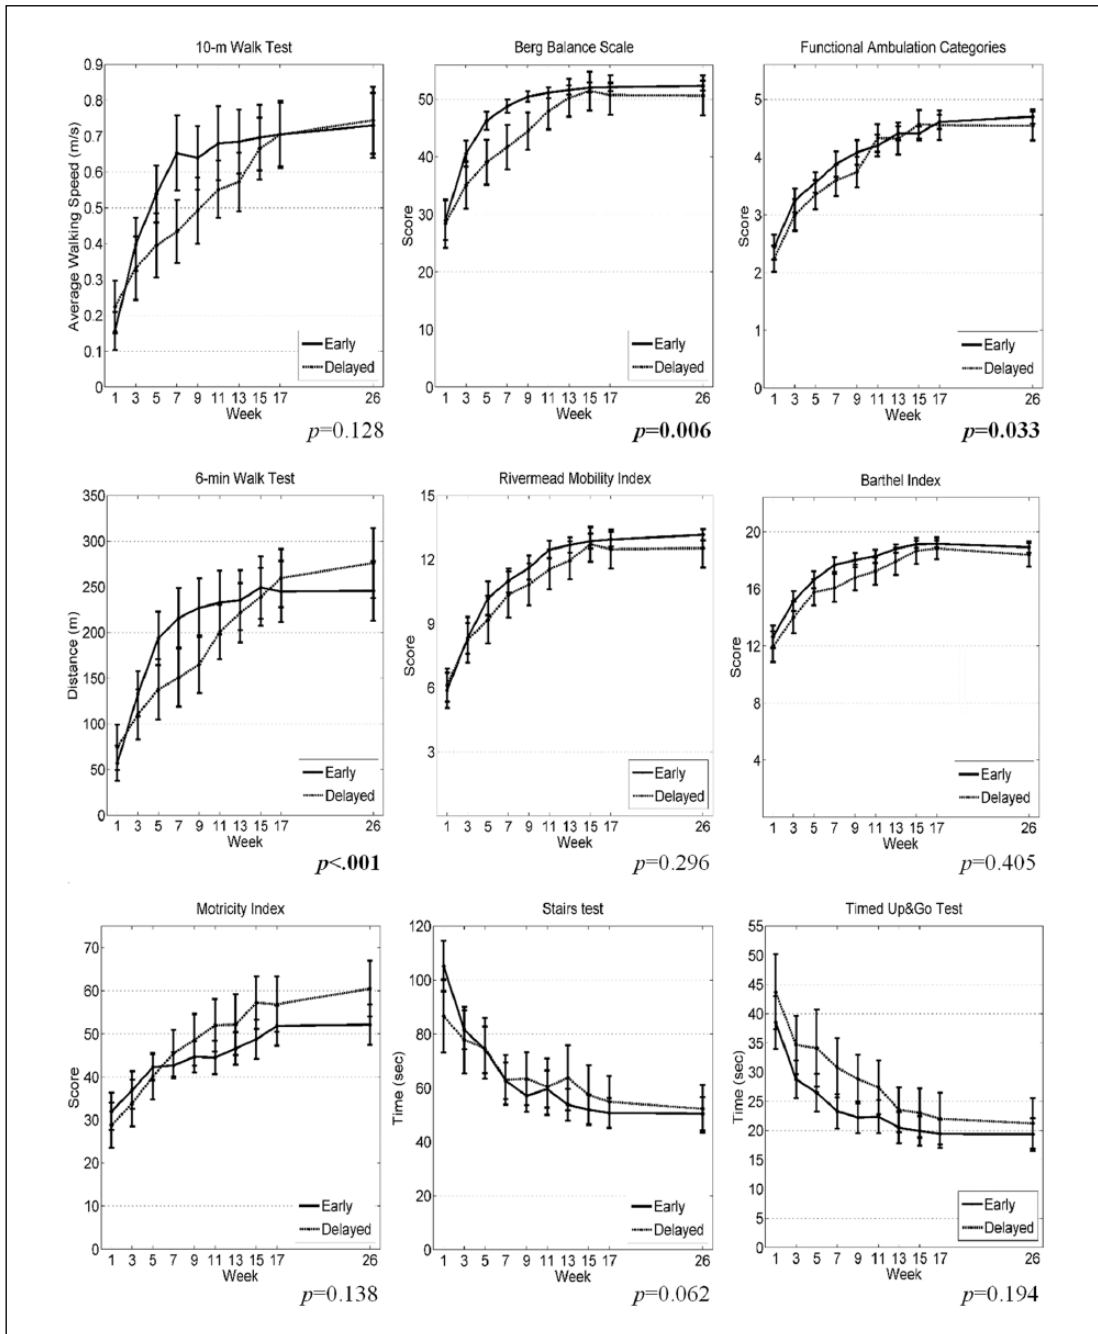 10-m Walk Test
Average Walking Speed (m/s)
0.9
0.8
0.7
0.6
0.5
0.4
0.3
0.2
0.1
0
1 3 5 7 9 11 13 15 17 26
Week
Early
Delayed
p=0.128
Berg Balance Scale
Score
50
40
30
20
10
0
1 3 5 7 9 11 13 15 17 26
Week
Early
Delayed
p=0.006
Functional Ambulation Categories
Score
5
4
3
2
1
0
1 3 5 7 9 11 13 15 17 26
Week
Early
Delayed
p=0.033
6-min Walk Test
Distance (m)
350
300
250
200
150
100
50
0
1 3 5 7 9 11 13 15 17 26
Week
Early
Delayed
p<.001
Rivermead Mobility Index
Score
15
12
9
6
3
1 3 5 7 9 11 13 15 17 26
Week
Early
Delayed
p=0.296
Barthel Index
Score
20
16
12
8
4
1 3 5 7 9 11 13 15 17 26
Week
Early
Delayed
p=0.405
Motricity Index
Score
70
60
50
40
30
20
10
0
1 3 5 7 9 11 13 15 17 26
Week
Early
Delayed
p=0.138
Stairs test
Time (sec)
120
100
80
60
40
20
0
1 3 5 7 9 11 13 15 17 26
Week
Early
Delayed
p=0.062
Timed Up&Go Test
Time (sec)
55
50
45
40
35
30
25
20
15
10
5
0
1 3 5 7 9 11 13 15 17 26
Week
Early
Delayed
p=0.194